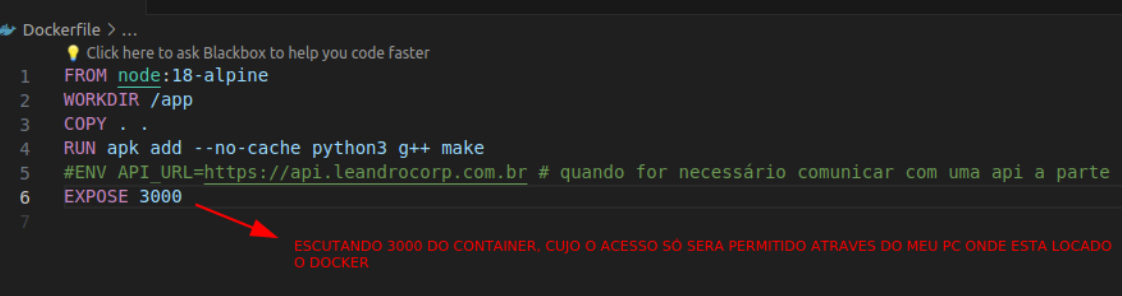 Dockerfile > ...
Click here to ask Blackbox to help you code faster
1 FROM node:18-alpine
2 WORKDIR /app
3 COPY . .
4 RUN apk add --no-cache python3 g++ make
5 #ENV API_URL=https://api.leandrocorp.com.br # quando for necessário comunicar com uma api a parte
6 EXPOSE 3000
7
ESCUTANDO 3000 DO CONTAINER, CUJO O ACESSO SÓ SERA PERMITIDO ATRAVES DO MEU PC ONDE ESTA LOCADO
O DOCKER